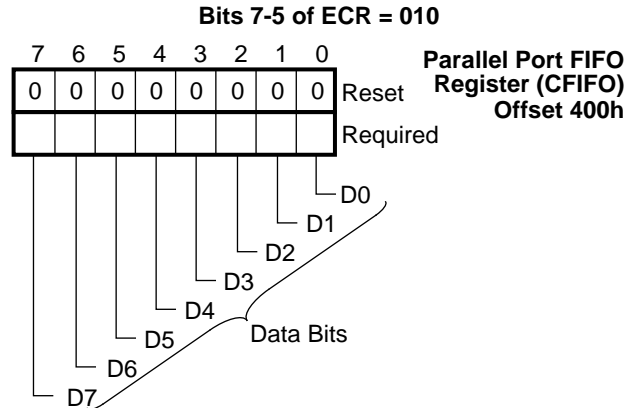 Bits 7-5 of ECR = 010
7 6 5 4 3 2 1 0
Parallel Port FIFO
Register (CFIFO)
Offset 400h
0 0 0 0 0 0 0 0 Reset
Required
D0
D1
D2
D3
D4
D5
D6
D7
Data Bits